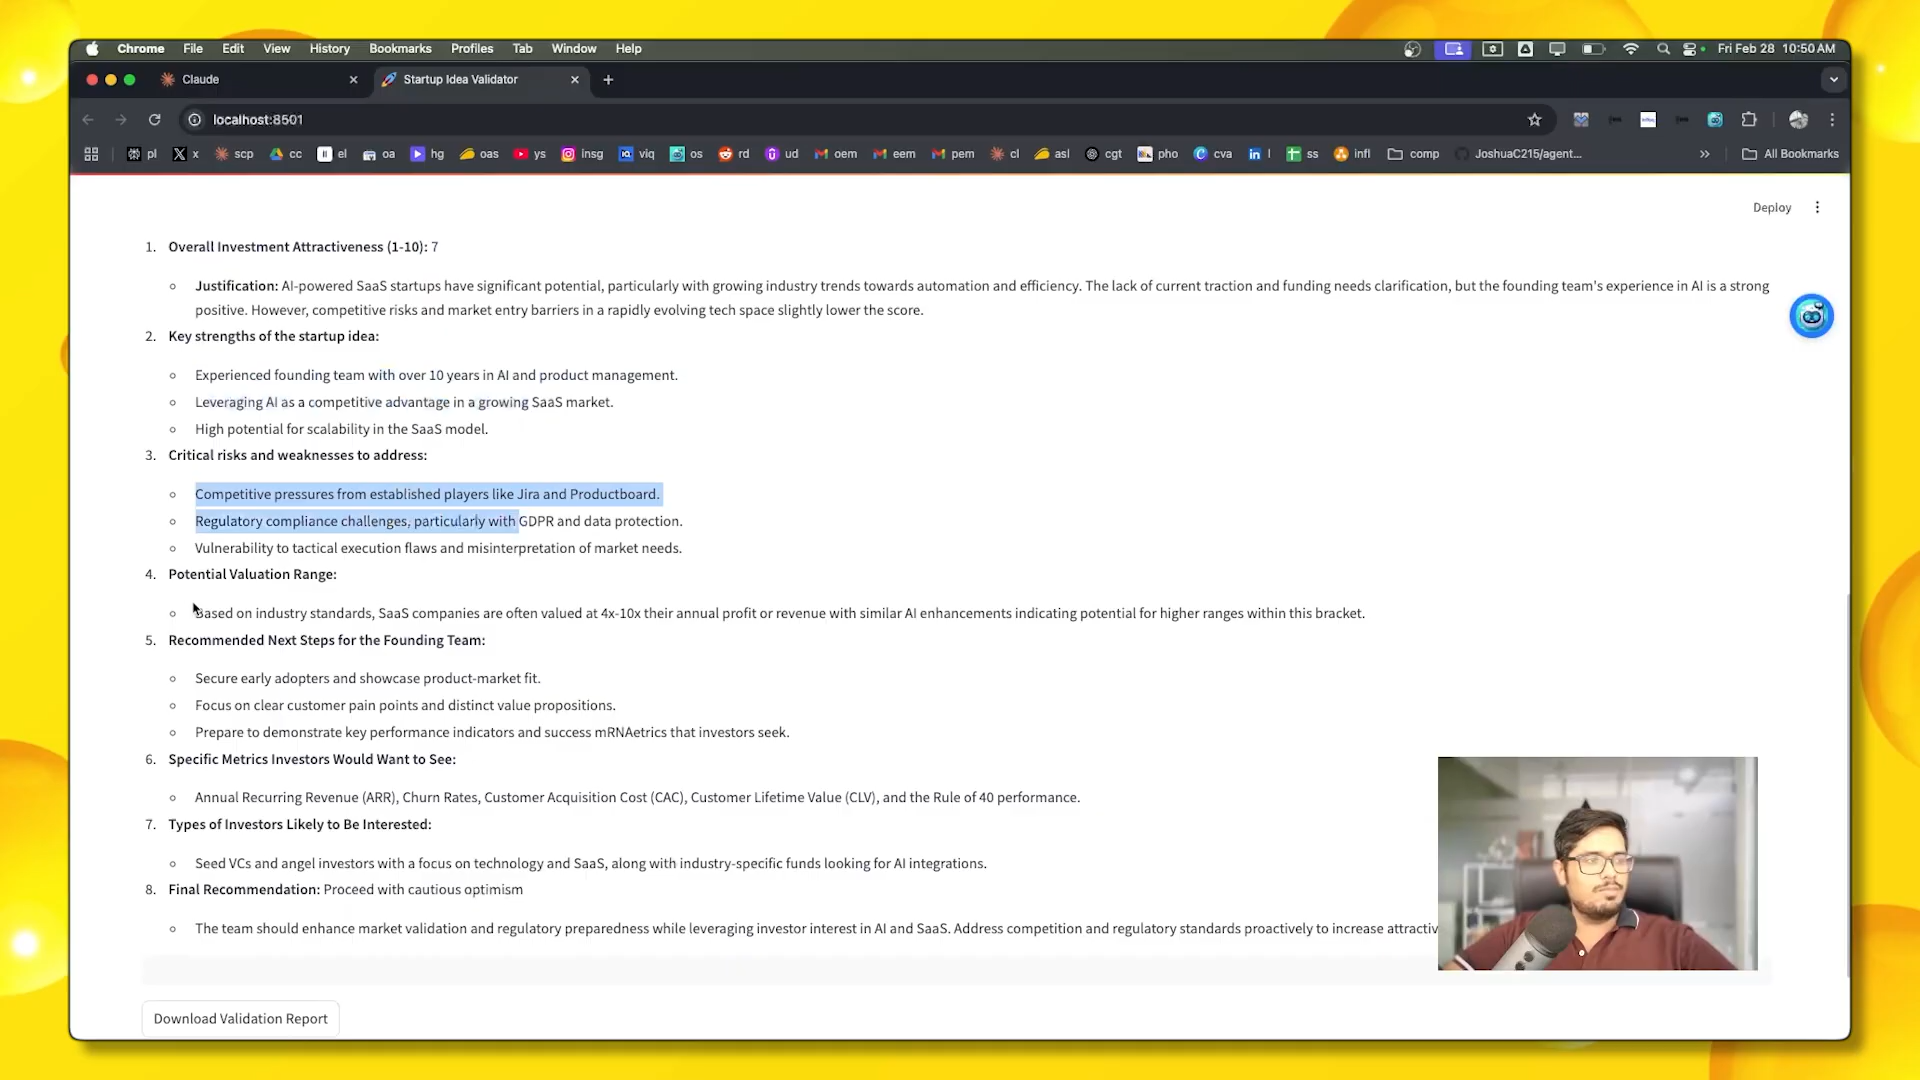 Chrome File Edit View History Bookmarks Profiles Tab Window Help Fri Feb 28 10:50 AM
Claude Startup Idea Validator
localhost:8501
pl x scp cc el oa hg oas ys insg viq os rd ud oem eem pem cl asl cgt pho cva l ss infl comp JoshuaC215/agent... All Bookmarks
Deploy
1. Overall Investment Attractiveness (1-10): 7
Justification: AI-powered SaaS startups have significant potential, particularly with growing industry trends towards automation and efficiency. The lack of current traction and funding needs clarification, but the founding team's experience in AI is a strong
positive. However, competitive risks and market entry barriers in a rapidly evolving tech space slightly lower the score.
2. Key strengths of the startup idea:
Experienced founding team with over 10 years in AI and product management.
Leveraging AI as a competitive advantage in a growing SaaS market.
High potential for scalability in the SaaS model.
3. Critical risks and weaknesses to address:
Competitive pressures from established players like Jira and Productboard.
Regulatory compliance challenges, particularly with GDPR and data protection.
Vulnerability to tactical execution flaws and misinterpretation of market needs.
4. Potential Valuation Range:
Based on industry standards, SaaS companies are often valued at 4x-10x their annual profit or revenue with similar AI enhancements indicating potential for higher ranges within this bracket.
5. Recommended Next Steps for the Founding Team:
Secure early adopters and showcase product-market fit.
Focus on clear customer pain points and distinct value propositions.
Prepare to demonstrate key performance indicators and success mRNAetrics that investors seek.
6. Specific Metrics Investors Would Want to See:
Annual Recurring Revenue (ARR), Churn Rates, Customer Acquisition Cost (CAC), Customer Lifetime Value (CLV), and the Rule of 40 performance.
7. Types of Investors Likely to Be Interested:
Seed VCs and angel investors with a focus on technology and SaaS, along with industry-specific funds looking for AI integrations.
8. Final Recommendation: Proceed with cautious optimism
The team should enhance market validation and regulatory preparedness while leveraging investor interest in AI and SaaS. Address competition and regulatory standards proactively to increase attractiv
Download Validation Report